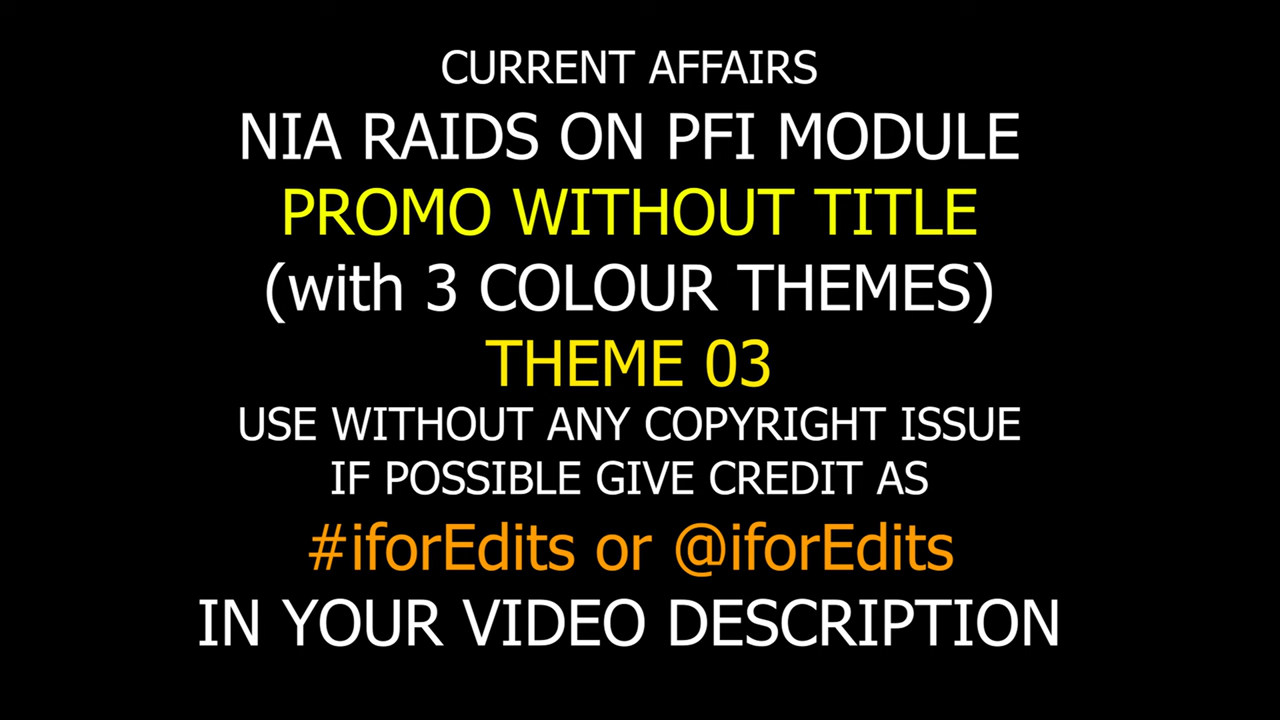 CURRENT AFFAIRS
NIA RAIDS ON PFI MODULE
PROMO WITHOUT TITLE
(with 3 COLOUR THEMES)
THEME 03
USE WITHOUT ANY COPYRIGHT ISSUE
IF POSSIBLE GIVE CREDIT AS
#iforEdits or @iforEdits
IN YOUR VIDEO DESCRIPTION